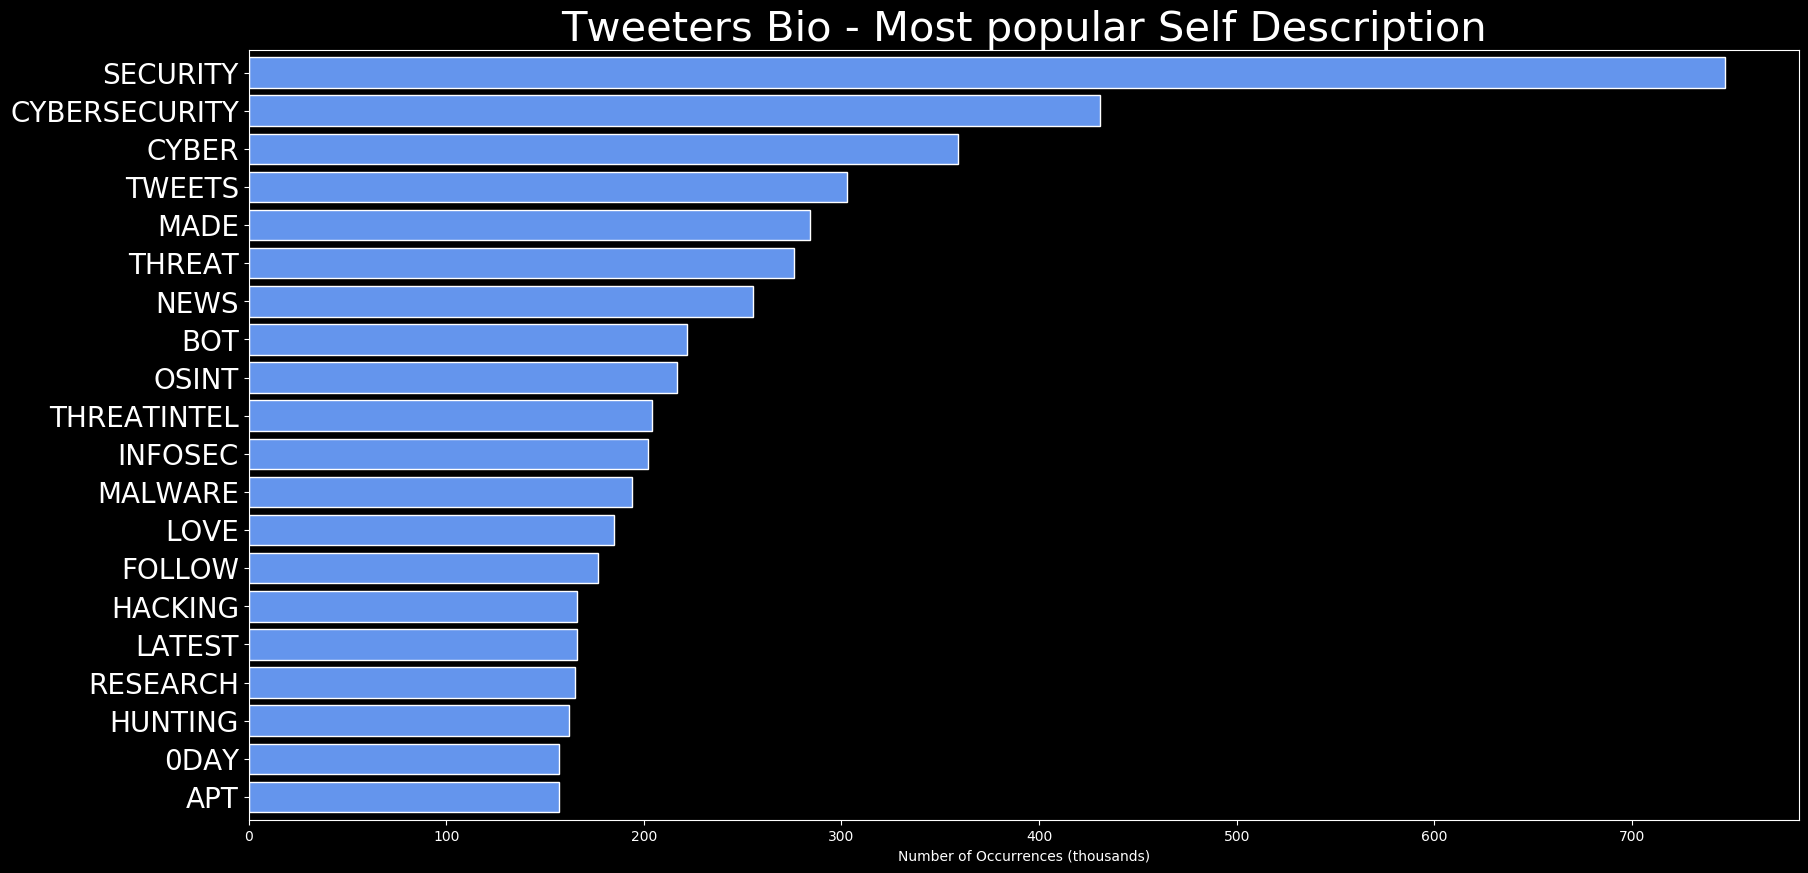 Tweeters Bio - Most popular Self Description
SECURITY
CYBERSECURITY
CYBER
TWEETS
MADE
THREAT
NEWS
BOT
OSINT
THREATINTEL
INFOSEC
MALWARE
LOVE
FOLLOW
HACKING
LATEST
RESEARCH
HUNTING
0DAY
APT
0 100 200 300 400 500 600 700
Number of Occurrences (thousands)